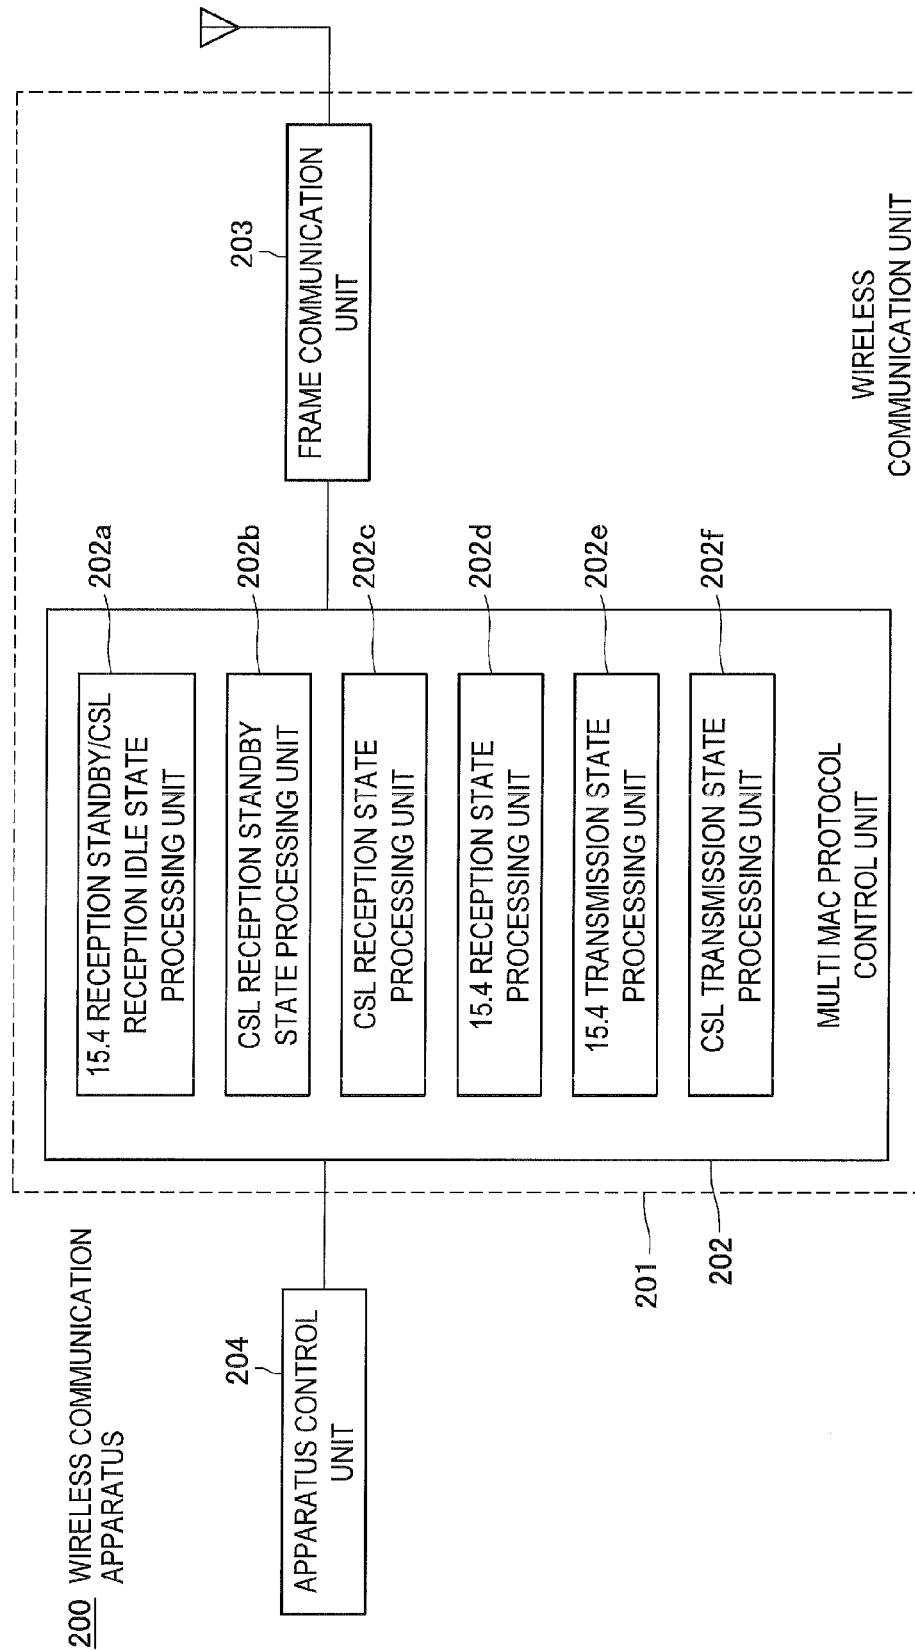 200 WIRELESS COMMUNICATION
APPARATUS
204
APPARATUS CONTROL
UNIT
201
202
15.4 RECEPTION STANDBY/CSL
RECEPTION IDLE STATE
PROCESSING UNIT
202a
CSL RECEPTION STANDBY
STATE PROCESSING UNIT
202b
CSL RECEPTION STATE
PROCESSING UNIT
202c
15.4 RECEPTION STATE
PROCESSING UNIT
202d
15.4 TRANSMISSION STATE
PROCESSING UNIT
202e
CSL TRANSMISSION STATE
PROCESSING UNIT
202f
MULTI MAC PROTOCOL
CONTROL UNIT
203
FRAME COMMUNICATION
UNIT
WIRELESS
COMMUNICATION UNIT